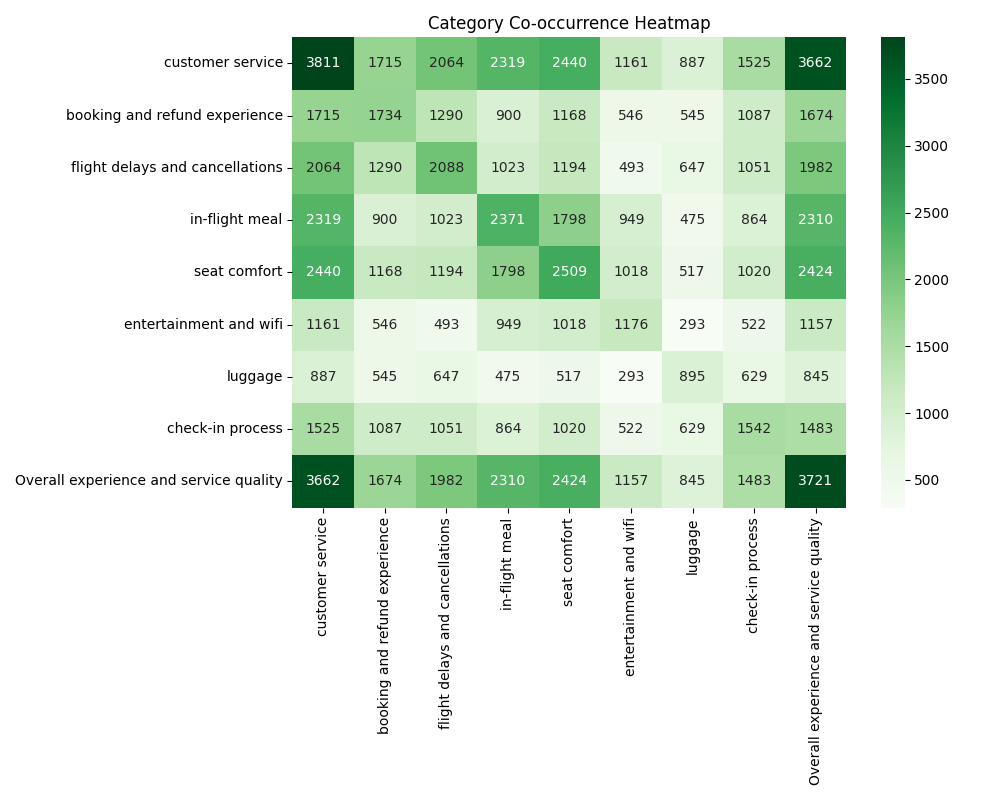 Category Co-occurrence Heatmap
customer service 3811 1715 2064 2319 2440 1161 887 1525 3662
booking and refund experience 1715 1734 1290 900 1168 546 545 1087 1674
flight delays and cancellations 2064 1290 2088 1023 1194 493 647 1051 1982
in-flight meal 2319 900 1023 2371 1798 949 475 864 2310
seat comfort 2440 1168 1194 1798 2509 1018 517 1020 2424
entertainment and wifi 1161 546 493 949 1018 1176 293 522 1157
luggage 887 545 647 475 517 293 895 629 845
check-in process 1525 1087 1051 864 1020 522 629 1542 1483
Overall experience and service quality 3662 1674 1982 2310 2424 1157 845 1483 3721
customer service
booking and refund experience
flight delays and cancellations
in-flight meal
seat comfort
entertainment and wifi
luggage
check-in process
Overall experience and service quality
3500
3000
2500
2000
1500
1000
500